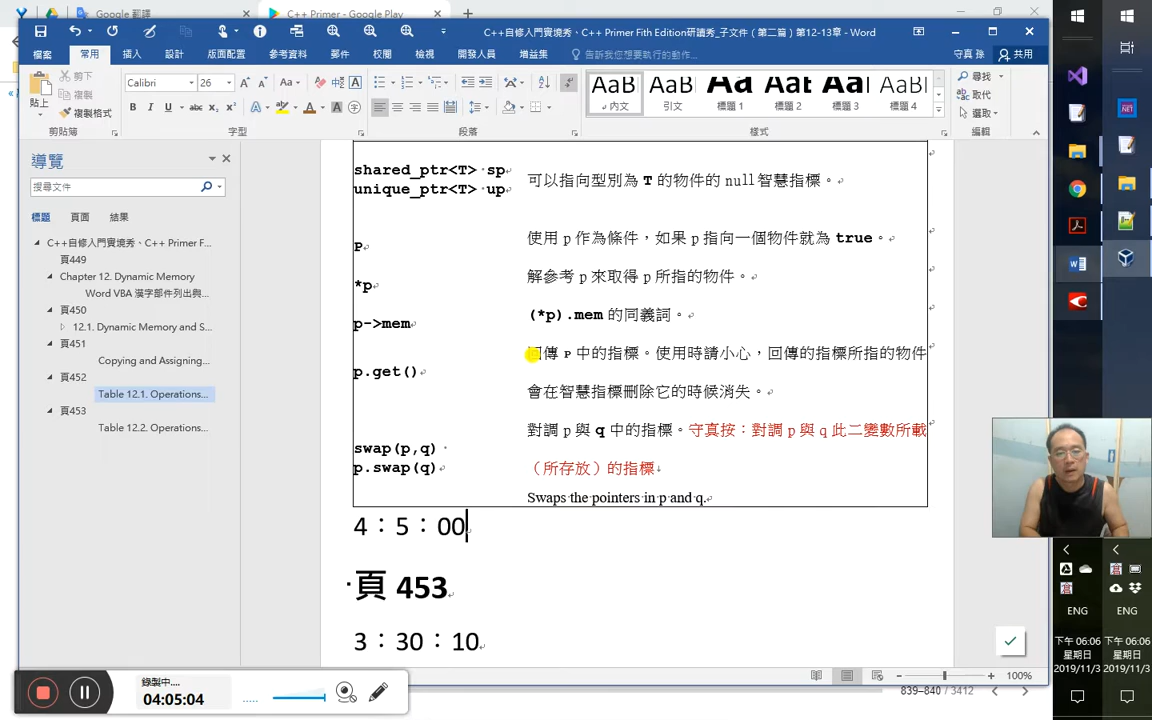 Google 翻譯
C++ Primer - Google Play
C++自修入門實境秀、C++ Primer Fith Edition研讀秀_子文件（第二篇）12-13章 - Word
檔案 常用 插入 設計 版面配置 參考資料 郵件 校閱 檢視 開發人員 增益集 告訴我您想要執行的動作... 守真 孫 共用
貼上
剪下
複製
複製格式
Calibri 26
剪貼簿 字型 段落 樣式 編輯
AaB 內文
AaB 引文
Aa 標題 1
Aat 標題 2
Aal 標題 3
AaBl 標題 4
尋找
取代
選取
導覽
搜尋文件
標題 頁面 結果
C++自修入門實境秀、C++ Primer F...
頁449
Chapter 12. Dynamic Memory
Word VBA 漢字部件列出與...
頁450
12.1. Dynamic Memory and S...
頁451
Copying and Assigning...
頁452
Table 12.1. Operations...
頁453
Table 12.2. Operations...
shared_ptr<T> sp
unique_ptr<T> up
可以指向型別為 T 的物件的 null 智慧指標。
p
使用 p 作為條件，如果 p 指向一個物件就為 true。
*p
解參考 p 來取得 p 所指的物件。
p->mem
(*p).mem 的同義詞。
p.get()
回傳 P 中的指標。使用時請小心，回傳的指標所指的物件
會在智慧指標刪除它的時候消失。
swap(p,q)
p.swap(q)
對調 p 與 q 中的指標。守真按：對調 p 與 q 此二變數所載
（所存放）的指標
Swaps the pointers in p and q.
4：5：00
頁 453
3：30：10
錄製中....
04:05:04
839–840 / 3412
100%
ENG
下午 06:06
星期日
2019/11/3
ENG
下午 06:06
星期日
2019/11/3